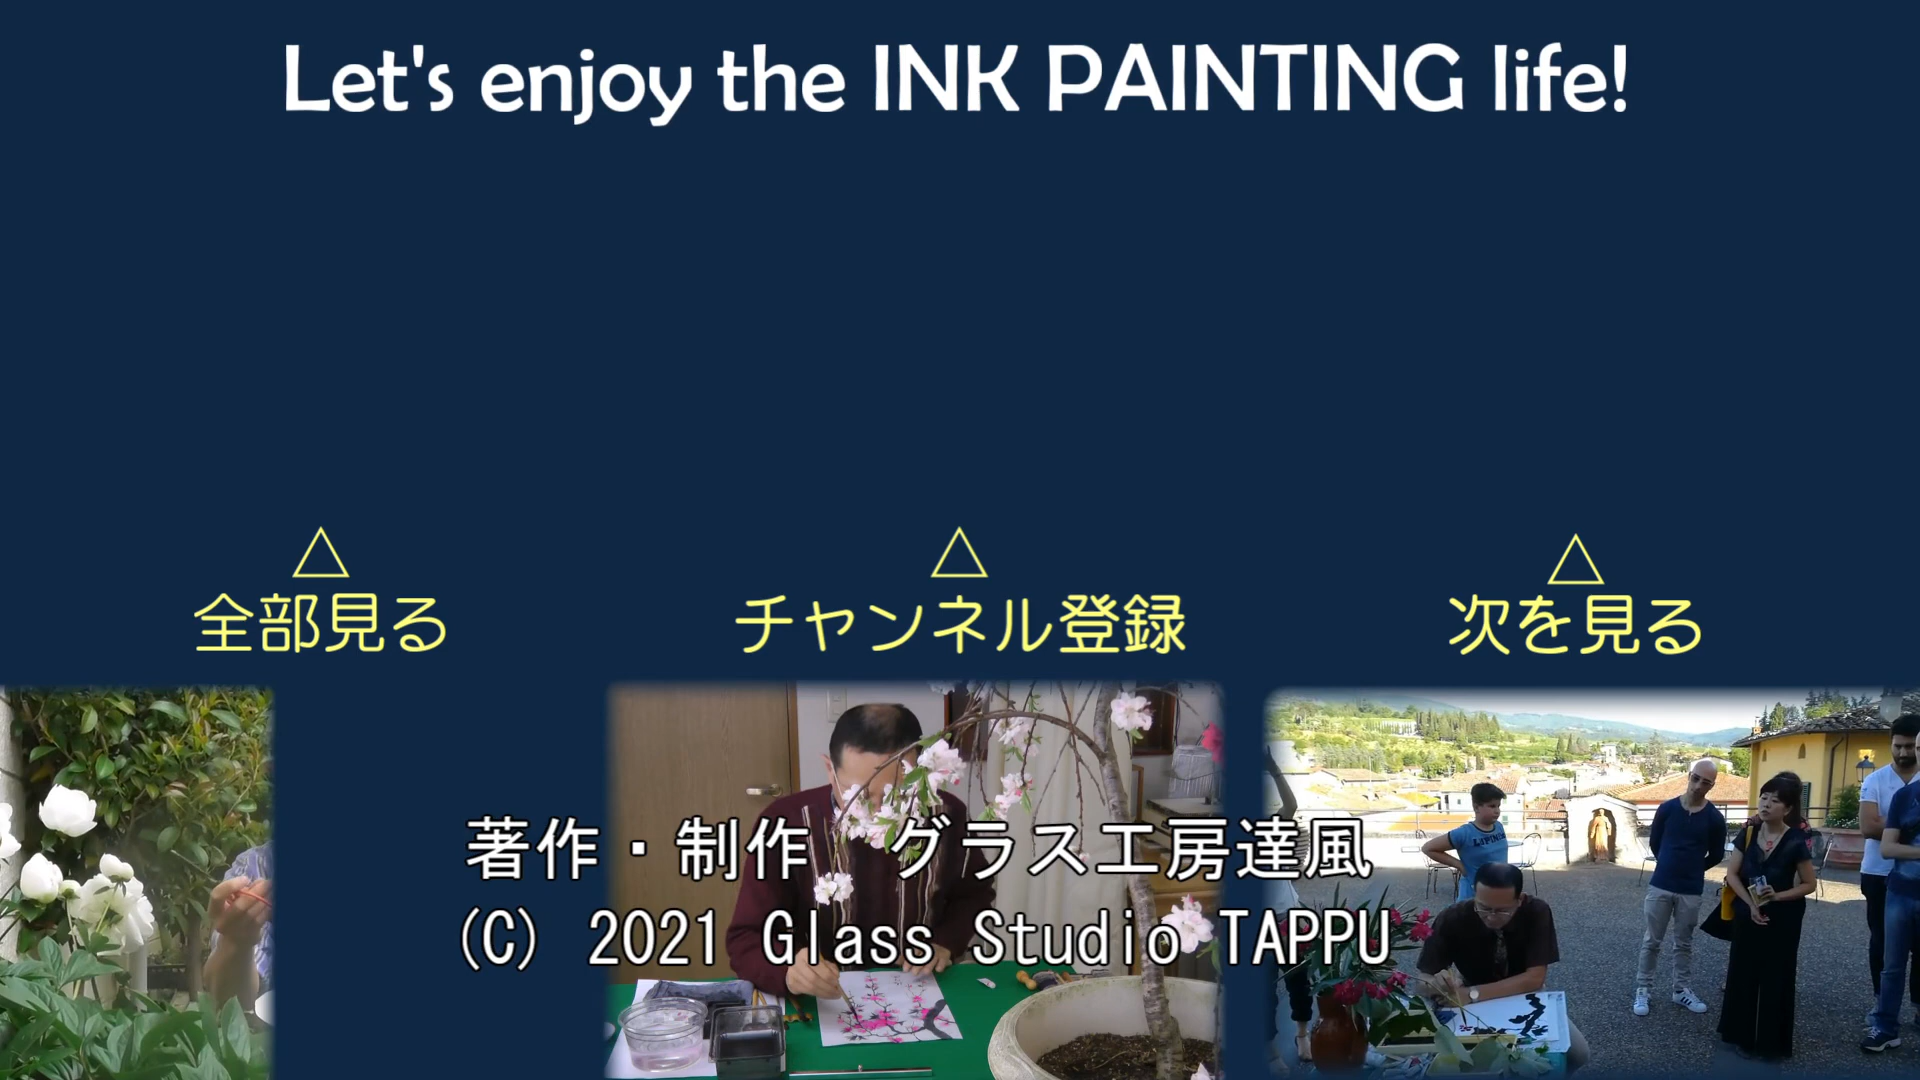 Let's enjoy the INK PAINTING life!
△ △ △
全部見る チャンネル登録 次を見る
著作・制作　グラス工房達風
(C) 2021 Glass Studio TAPPU